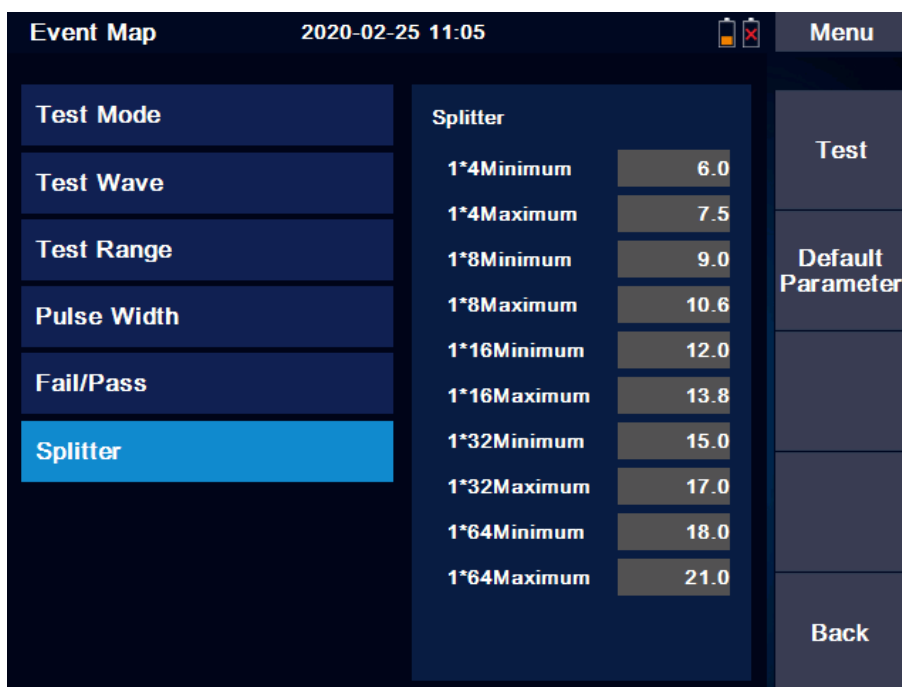 Event Map 2020-02-25 11:05 Menu
Test Mode
Test Wave
Test Range
Pulse Width
Fail/Pass
Splitter
Splitter
1*4Minimum 6.0
1*4Maximum 7.5
1*8Minimum 9.0
1*8Maximum 10.6
1*16Minimum 12.0
1*16Maximum 13.8
1*32Minimum 15.0
1*32Maximum 17.0
1*64Minimum 18.0
1*64Maximum 21.0
Test
Default
Parameter
Back